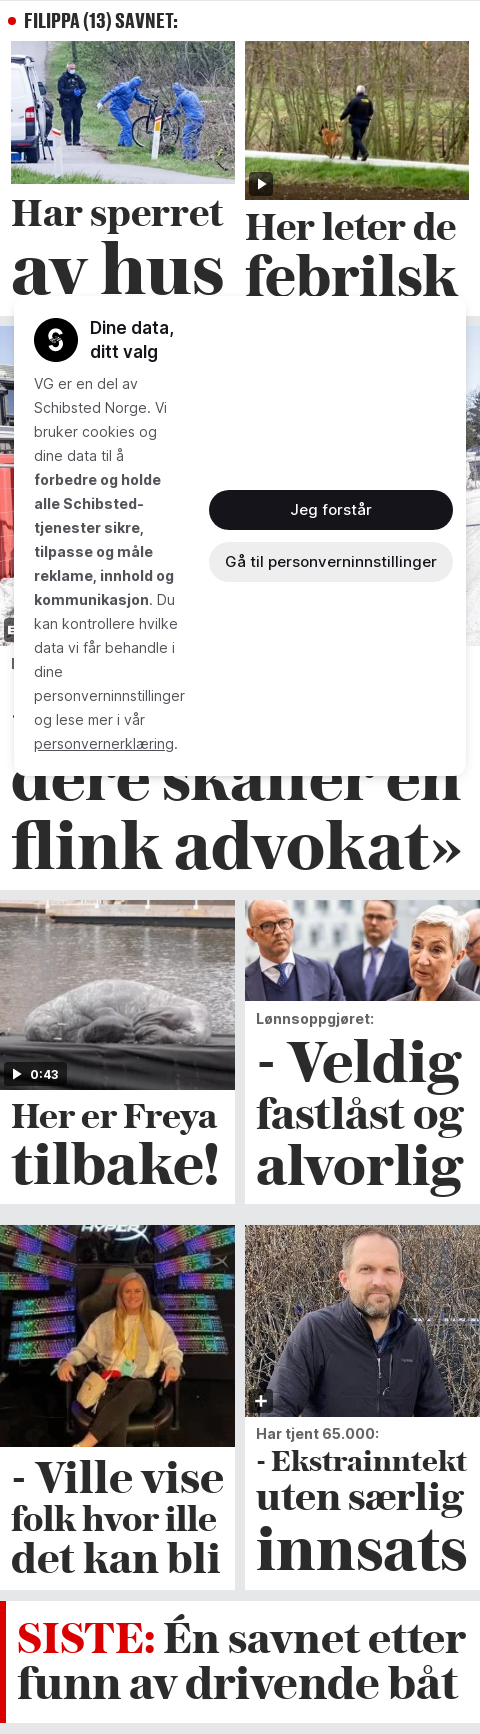 FILIPPA (13) SAVNET:
Har sperret
av hus
Her leter de
febrilsk
Dine data,
ditt valg
VG er en del av
Schibsted Norge. Vi
bruker cookies og
dine data til å
forbedre og holde
alle Schibsted-
tjenester sikre,
tilpasse og måle
reklame, innhold og
kommunikasjon. Du
kan kontrollere hvilke
data vi får behandle i
dine
personverninnstillinger
og lese mer i vår
personvernerklæring.
Jeg forstår
Gå til personverninnstillinger
flink advokat»
0:43
Her er Freya
tilbake!
Lønnsoppgjøret:
- Veldig
fastlåst og
alvorlig
- Ville vise
folk hvor ille
det kan bli
Har tjent 65.000:
- Ekstrainntekt
uten særlig
innsats
SISTE: Én savnet etter
funn av drivende båt